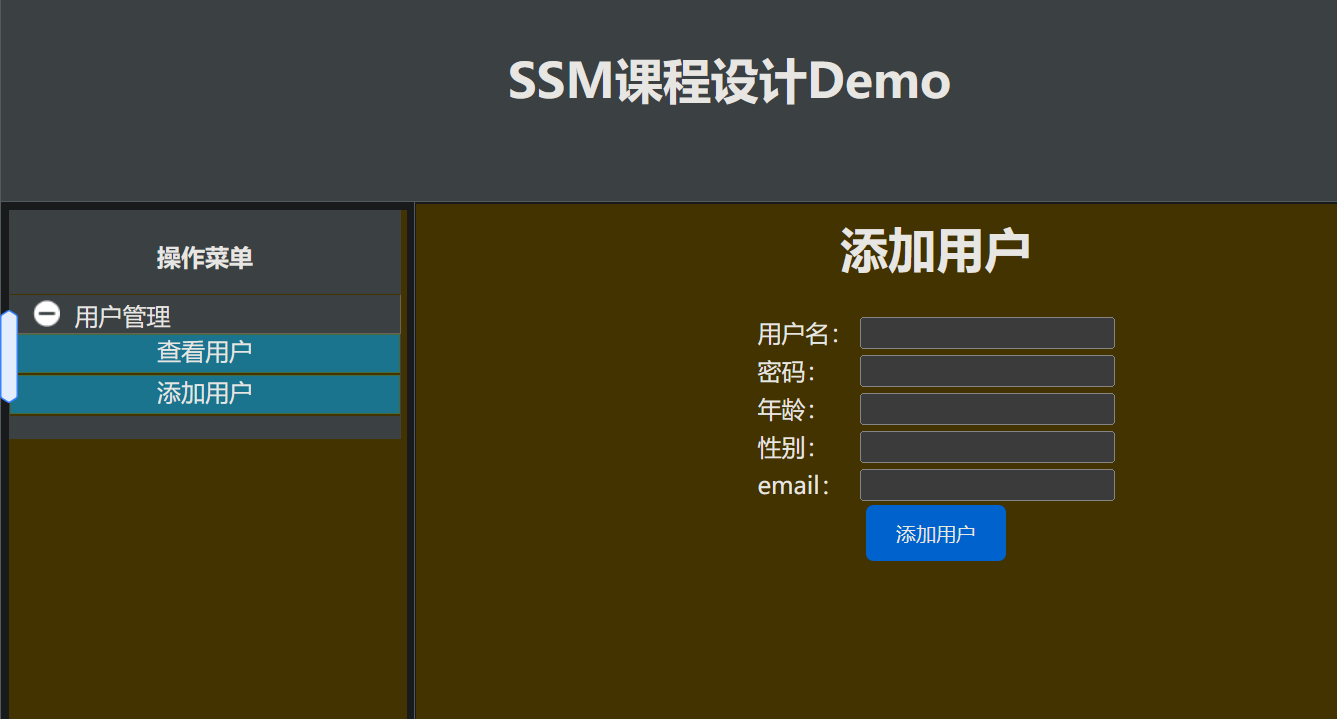 SSM课程设计Demo
操作菜单
用户管理
查看用户
添加用户
添加用户
用户名：
密码：
年龄：
性别：
email：
添加用户